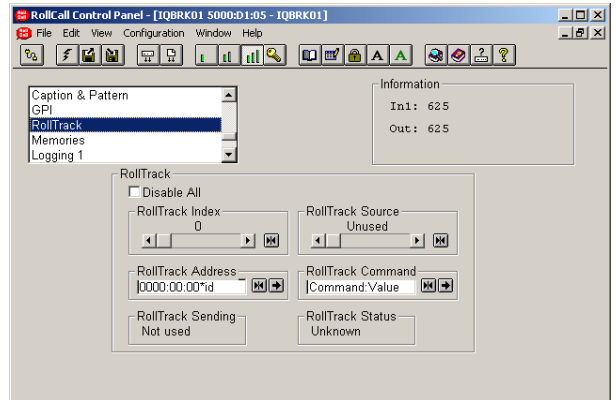 RollCall Control Panel - [IQBRK01 5000:D1:05 - IQBRK01]
File Edit View Configuration Window Help
A A
Caption & Pattern
GPI
RollTrack
Memories
Logging 1
Information
In1: 625
Out: 625
RollTrack
Disable All
RollTrack Index
0
RollTrack Source
Unused
RollTrack Address
0000:00:00*id
RollTrack Command
Command:Value
RollTrack Sending
Not used
RollTrack Status
Unknown